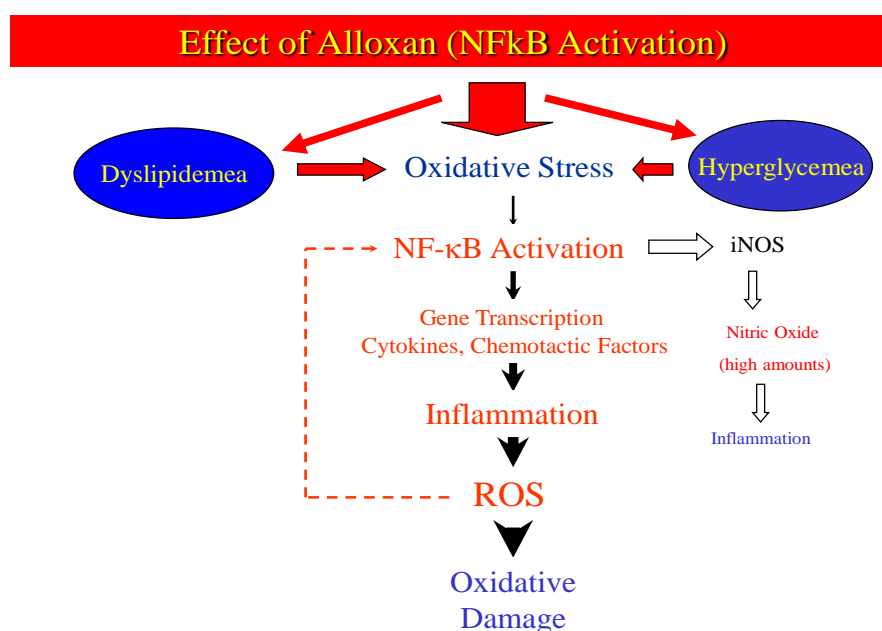 Effect of Alloxan (NFkB Activation)
Dyslipidemea
Oxidative Stress
Hyperglycemea
NF-κB Activation
iNOS
Gene Transcription
Cytokines, Chemotactic Factors
Nitric Oxide
(high amounts)
Inflammation
Inflammation
ROS
Oxidative
Damage